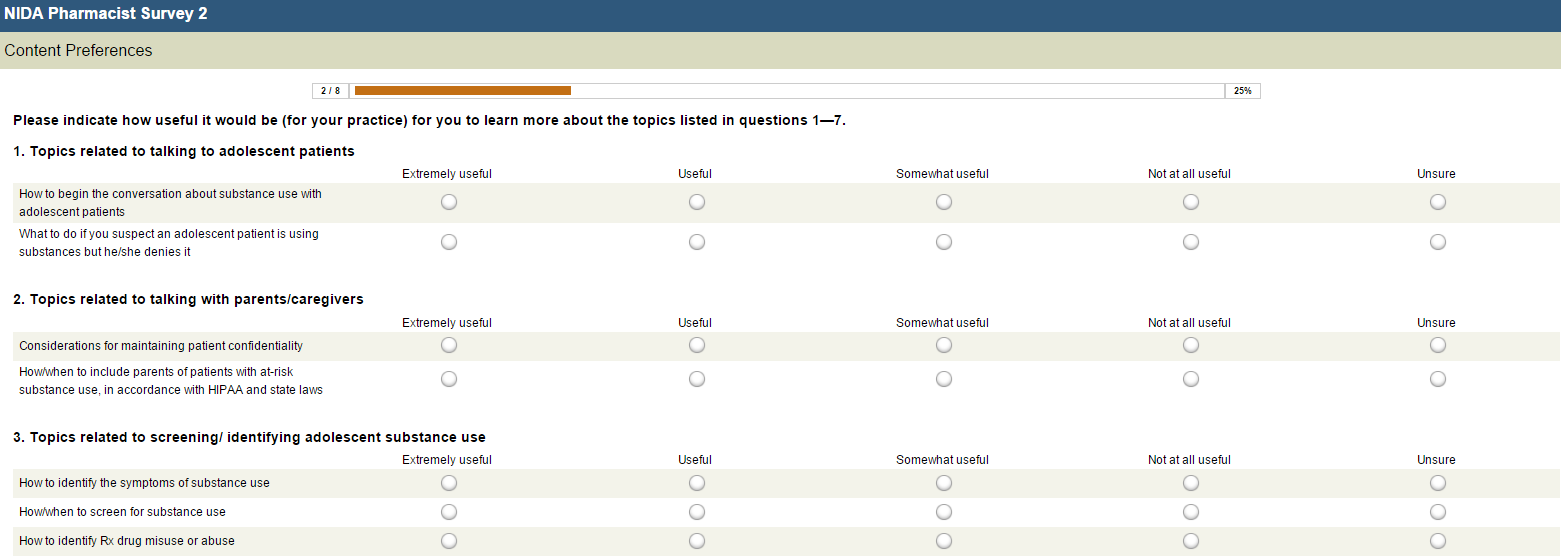 NIDA Pharmacist Survey 2
Content Preferences
2 / 8
25%
Please indicate how useful it would be (for your practice) for you to learn more about the topics listed in questions 1—7.
1. Topics related to talking to adolescent patients
Extremely useful Useful Somewhat useful Not at all useful Unsure
How to begin the conversation about substance use with
adolescent patients
What to do if you suspect an adolescent patient is using
substances but he/she denies it
2. Topics related to talking with parents/caregivers
Extremely useful Useful Somewhat useful Not at all useful Unsure
Considerations for maintaining patient confidentiality
How/when to include parents of patients with at-risk
substance use, in accordance with HIPAA and state laws
3. Topics related to screening/ identifying adolescent substance use
Extremely useful Useful Somewhat useful Not at all useful Unsure
How to identify the symptoms of substance use
How/when to screen for substance use
How to identify Rx drug misuse or abuse